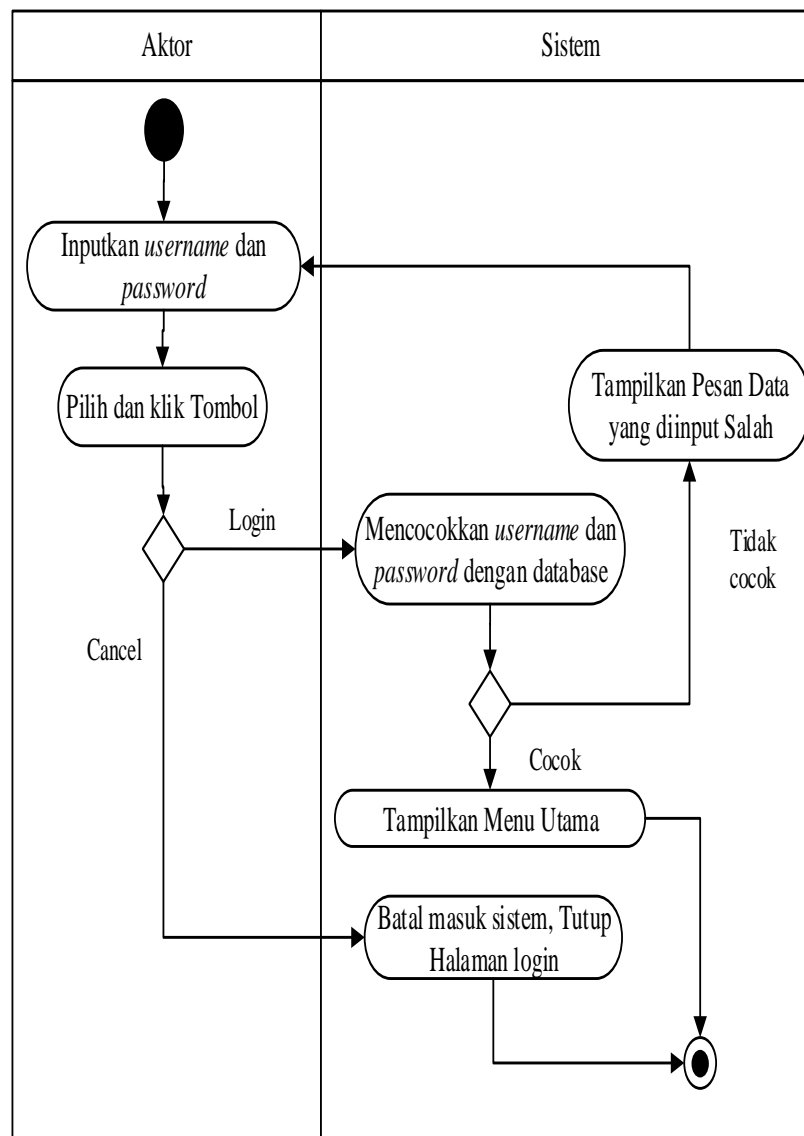 Aktor
Sistem
Inputkan username dan
password
Pilih dan klik Tombol
Tampilkan Pesan Data
yang diinput Salah
Login
Mencocokkan username dan
password dengan database
Tidak
cocok
Cancel
Cocok
Tampilkan Menu Utama
Batal masuk sistem, Tutup
Halaman login